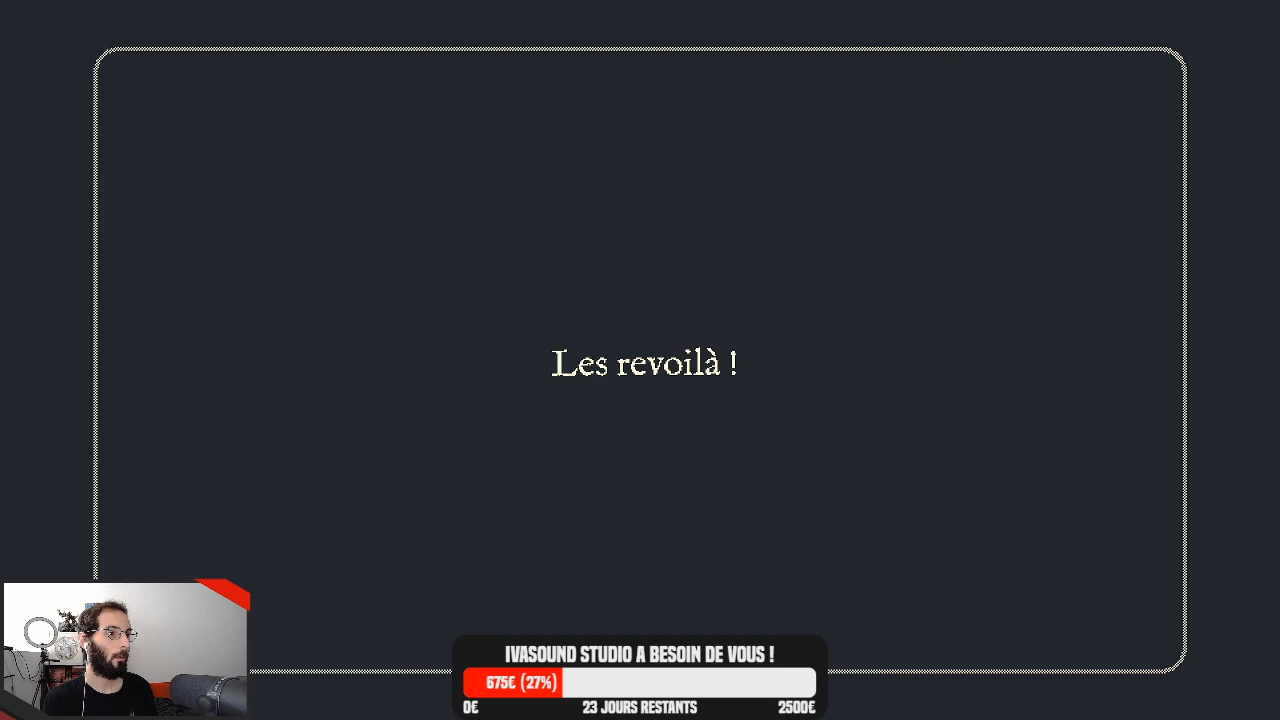 Les revoilà !
IVASOUND STUDIO A BESOIN DE VOUS !
675€ (27%)
0€ 23 JOURS RESTANTS 2500€